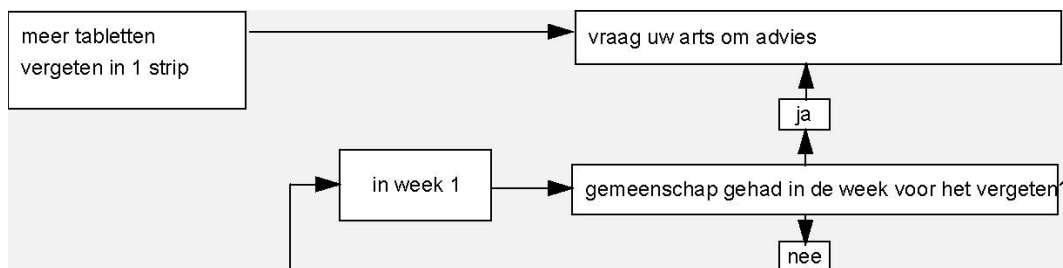 meer tabletten
vergeten in 1 strip
vraag uw arts om advies
ja
in week 1
gemeenschap gehad in de week voor het vergeten
nee